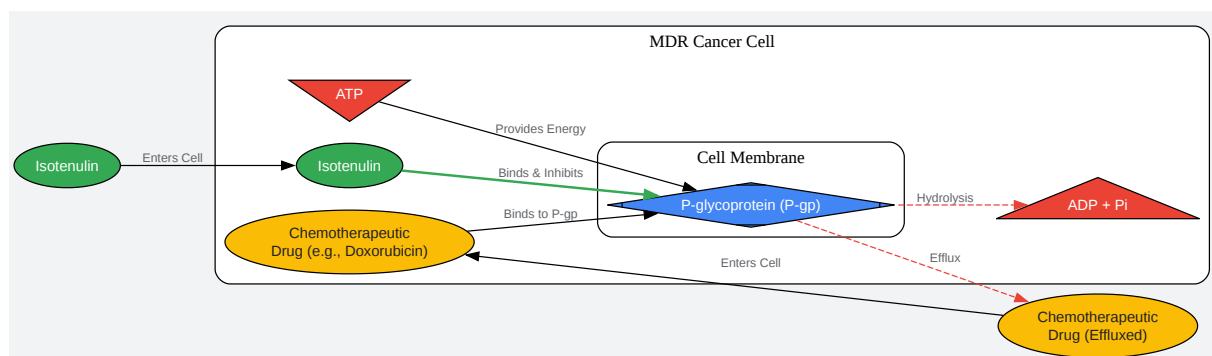 MDR Cancer Cell
ATP
Provides Energy
Cell Membrane
Isotenulin
Enters Cell
Isotenulin
Binds & Inhibits
P-glycoprotein (P-gp)
Hydrolysis
ADP + Pi
Binds to P-gp
Chemotherapeutic
Drug (e.g., Doxorubicin)
Enters Cell
Efflux
Chemotherapeutic
Drug (Effluxed)